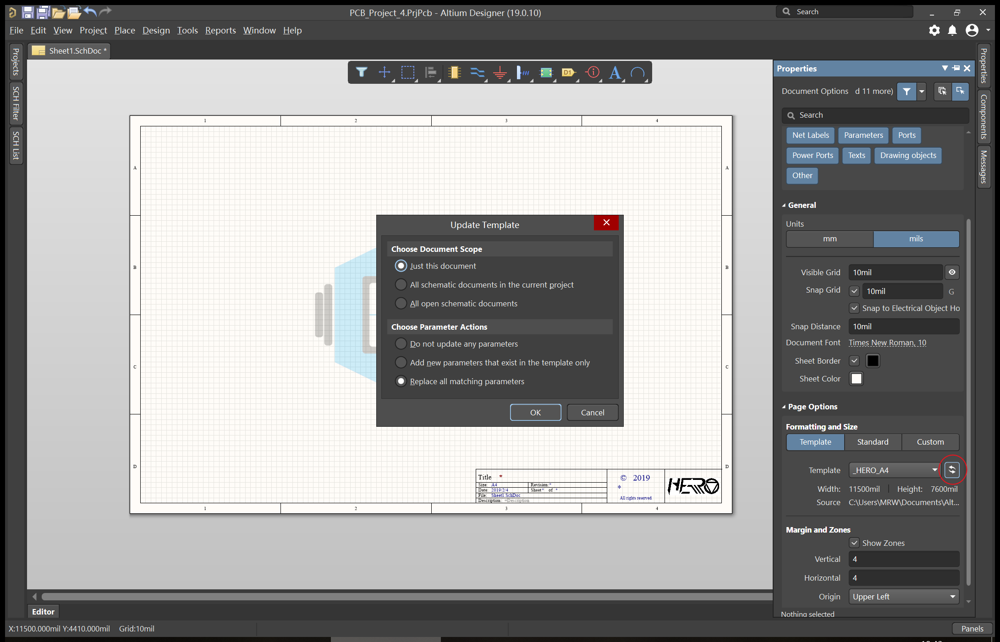 PCB_Project_4.PrjPcb - Altium Designer (19.0.10)
Search
File Edit View Project Place Design Tools Reports Window Help
Projects
SCH Filter
SCH List
Sheet1.SchDoc *
D1
1 2 3 4
A A
B B
C C
D D
1 2 3 4
Update Template
Choose Document Scope
Just this document
All schematic documents in the current project
All open schematic documents
Choose Parameter Actions
Do not update any parameters
Add new parameters that exist in the template only
Replace all matching parameters
OK Cancel
Title *
Size: A4 Revision:*
Date: 2019/2/4 Sheet* of *
File: Sheet1.SchDoc
Description: =Description
© 2019
*
All rights reserved.
HERO
Properties
Document Options d 11 more)
Search
Net Labels Parameters Ports
Power Ports Texts Drawing objects
Other
General
Units
mm mils
Visible Grid 10mil
Snap Grid 10mil G
Snap to Electrical Object Ho
Snap Distance 10mil
Document Font Times New Roman, 10
Sheet Border
Sheet Color
Page Options
Formatting and Size
Template Standard Custom
Template _HERO_A4
Width: 11500mil Height: 7600mil
Source C:\Users\MRW\Documents\Alt...
Margin and Zones
Show Zones
Vertical 4
Horizontal 4
Origin Upper Left
Nothing selected
Properties
Components
Messages
Editor
X:11500.000mil Y:4410.000mil Grid:10mil
Panels